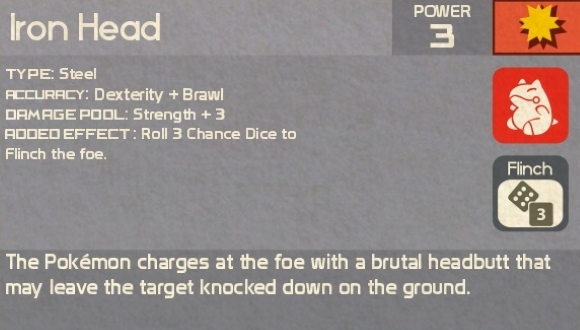 Iron Head
POWER
3
TYPE: Steel
ACCURACY: Dexterity + Brawl
DAMAGE POOL: Strength + 3
ADDED EFFECT : Roll 3 Chance Dice to
Flinch the foe.
Flinch
3
The Pokémon charges at the foe with a brutal headbutt that
may leave the target knocked down on the ground.